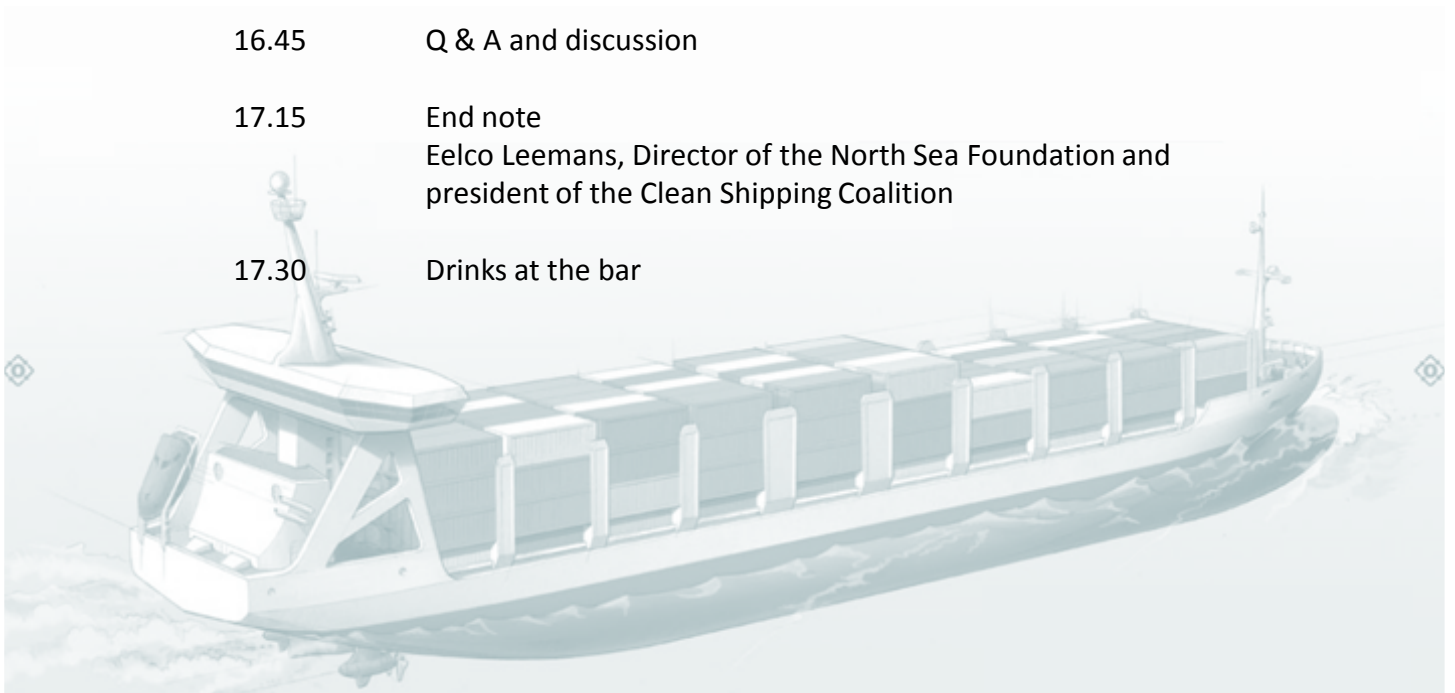 16.45 Q & A and discussion
17.15 End note
Eelco Leemans, Director of the North Sea Foundation and
president of the Clean Shipping Coalition
17.30 Drinks at the bar